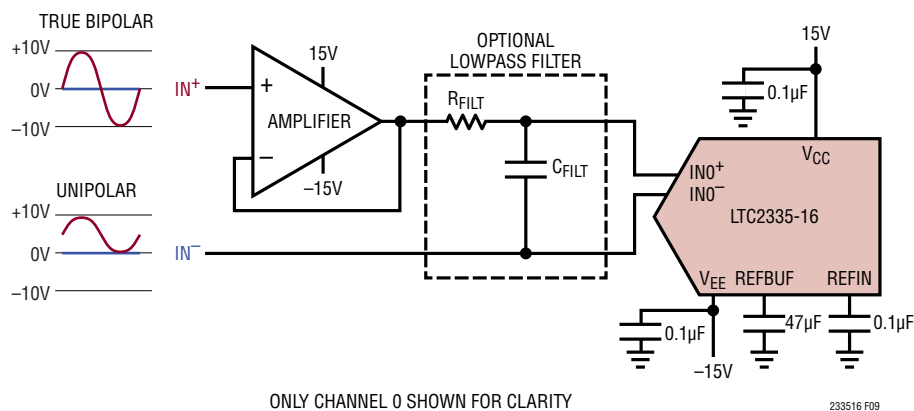 TRUE BIPOLAR
+10V
0V
–10V
IN+
UNIPOLAR
+10V
0V
–10V
IN–
15V
+
AMPLIFIER
–
–15V
OPTIONAL
LOWPASS FILTER
RFILT
CFILT
15V
0.1µF
VCC
IN0+
IN0–
LTC2335-16
VEE
REFBUF
REFIN
0.1µF
–15V
47µF
0.1µF
ONLY CHANNEL 0 SHOWN FOR CLARITY
233516 F09